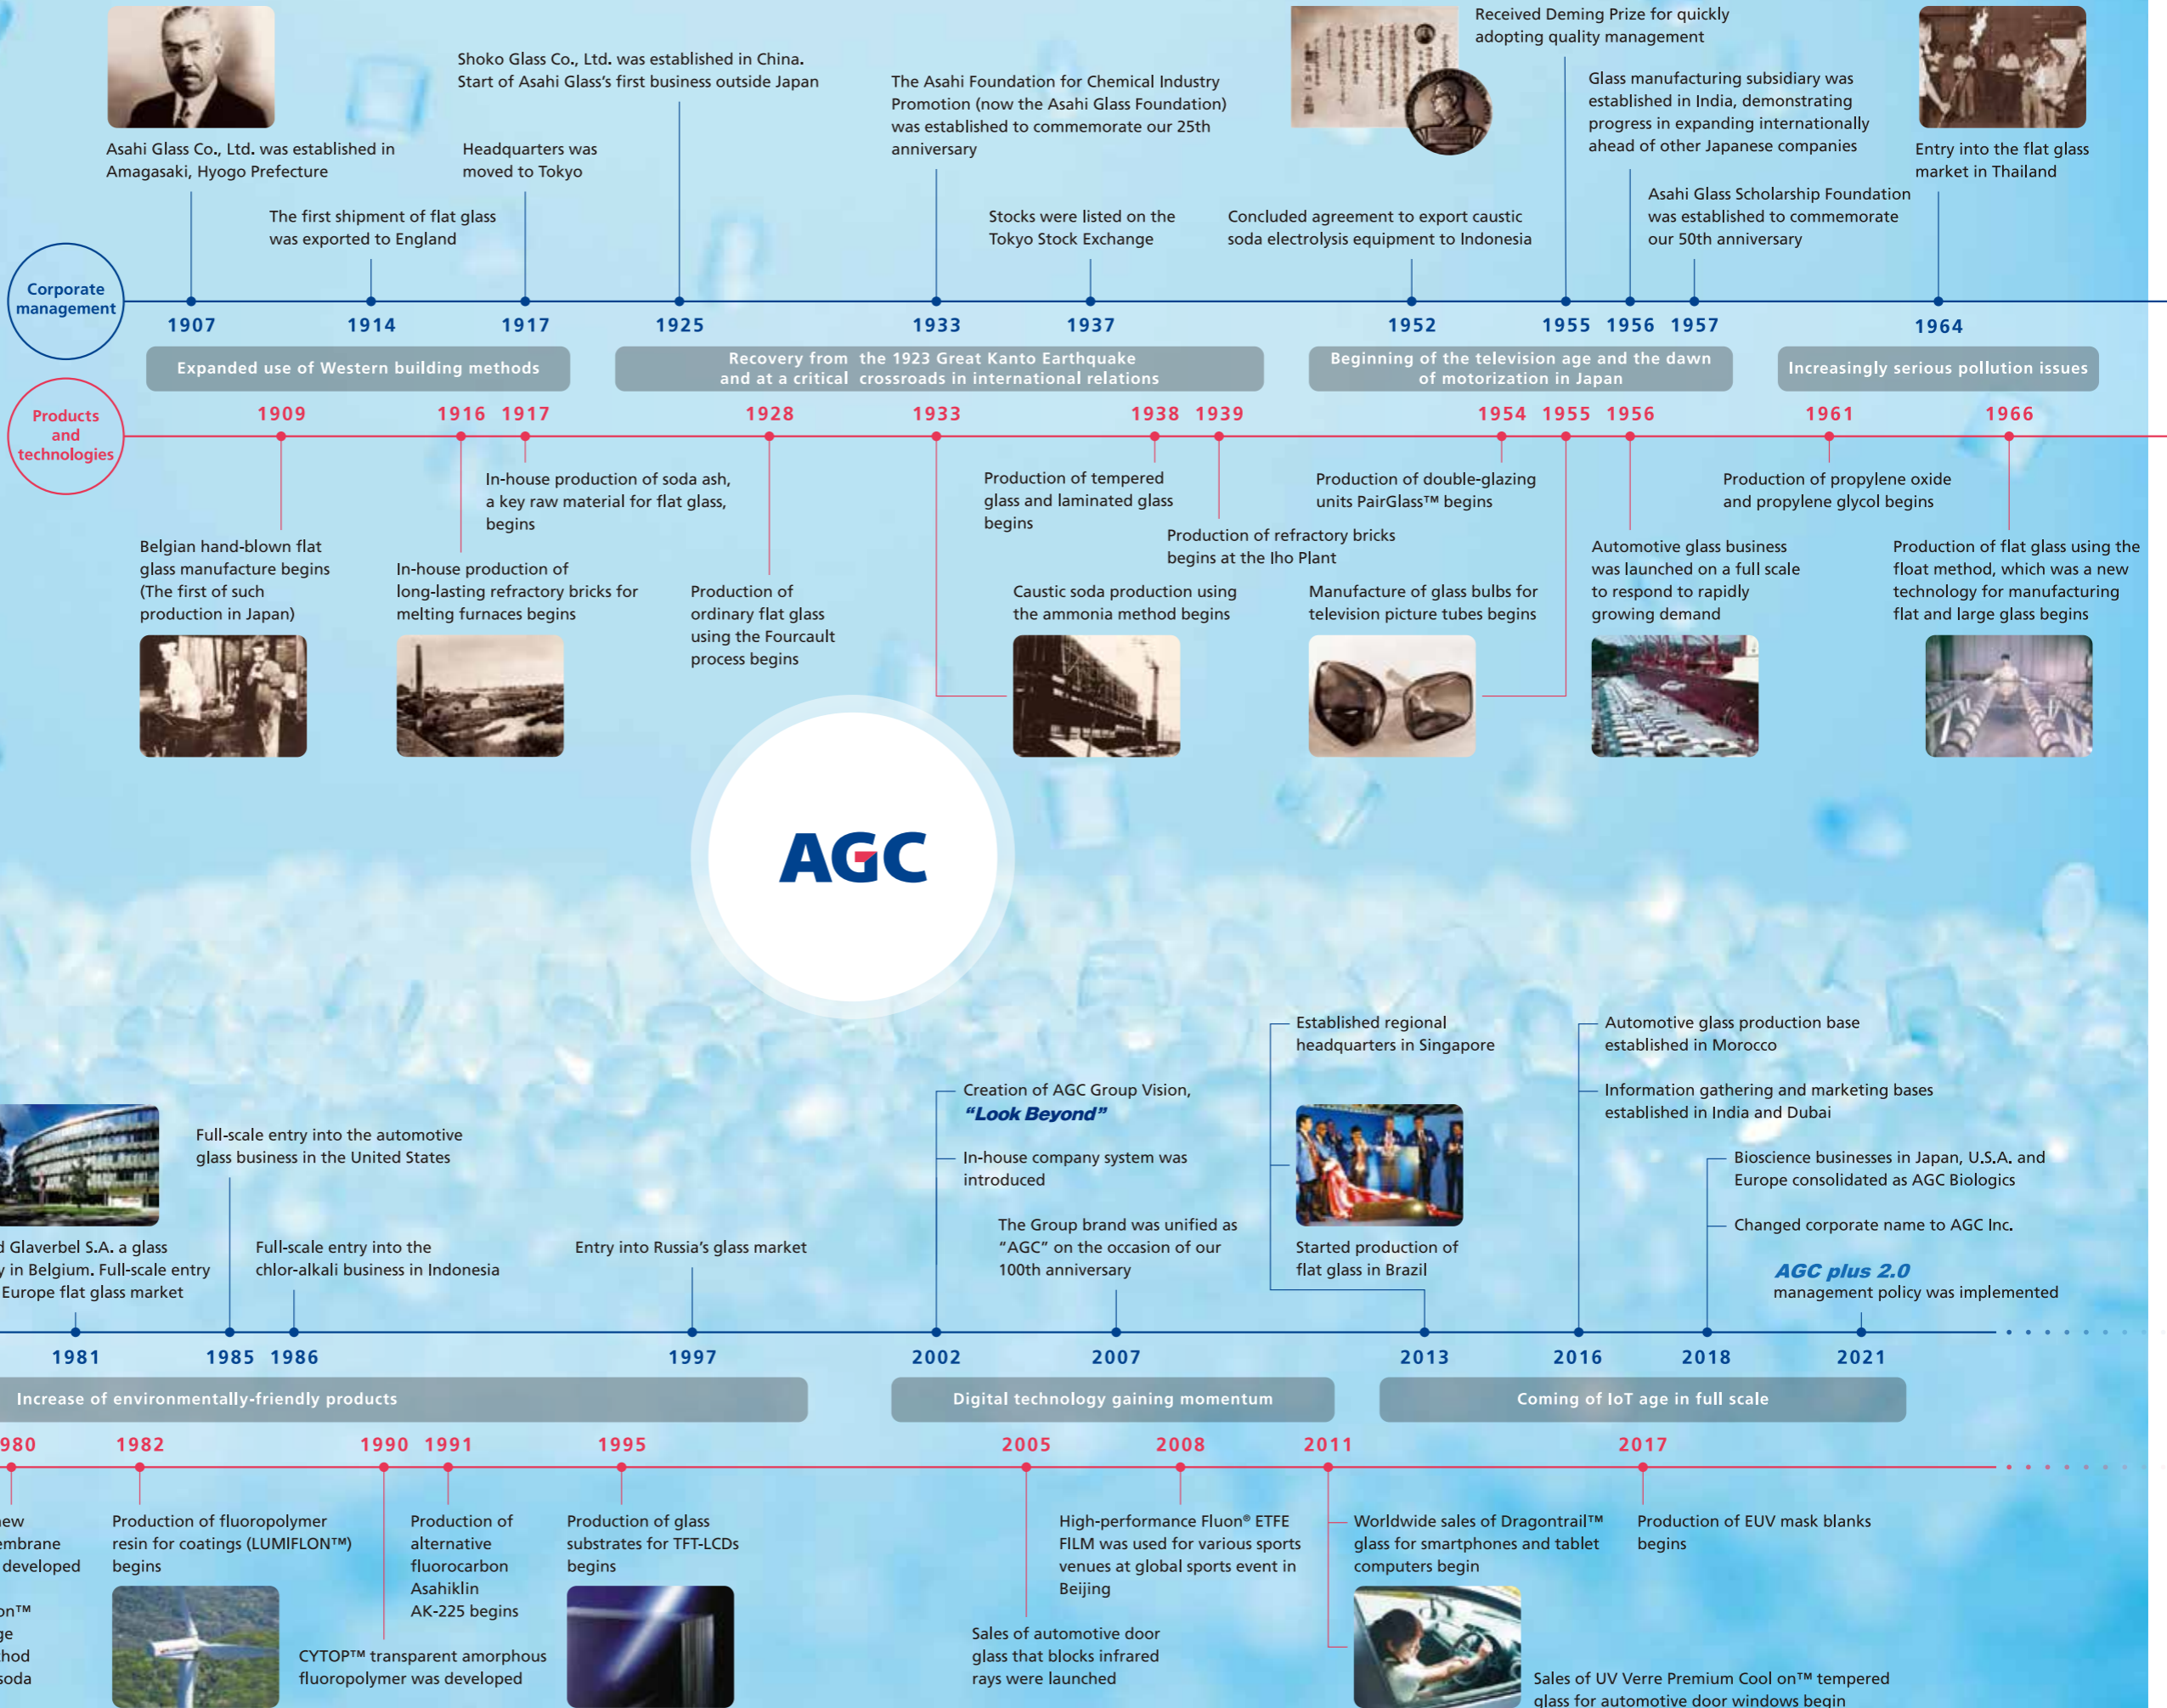 Received Deming Prize for quickly
adopting quality management
Shoko Glass Co., Ltd. was established in China.
Start of Asahi Glass’s first business outside Japan
The Asahi Foundation for Chemical Industry
Promotion (now the Asahi Glass Foundation)
was established to commemorate our 25th
anniversary
Glass manufacturing subsidiary was
established in India, demonstrating
progress in expanding internationally
ahead of other Japanese companies
Asahi Glass Co., Ltd. was established in
Amagasaki, Hyogo Prefecture
Headquarters was
moved to Tokyo
Entry into the flat glass
market in Thailand
The first shipment of flat glass
was exported to England
Stocks were listed on the
Tokyo Stock Exchange
Concluded agreement to export caustic
soda electrolysis equipment to Indonesia
Asahi Glass Scholarship Foundation
was established to commemorate
our 50th anniversary
Corporate
management
1907 1914 1917 1925 1933 1937 1952 1955 1956 1957 1964
Expanded use of Western building methods
Recovery from the 1923 Great Kanto Earthquake
and at a critical crossroads in international relations
Beginning of the television age and the dawn
of motorization in Japan
Increasingly serious pollution issues
Products
and
technologies
1909 1916 1917 1928 1933 1938 1939 1954 1955 1956 1961 1966
In-house production of soda ash,
a key raw material for flat glass,
begins
Production of tempered
glass and laminated glass
begins
Production of double-glazing
units PairGlass™ begins
Production of propylene oxide
and propylene glycol begins
Belgian hand-blown flat
glass manufacture begins
(The first of such
production in Japan)
In-house production of
long-lasting refractory bricks for
melting furnaces begins
Production of
ordinary flat glass
using the Fourcault
process begins
Production of refractory bricks
begins at the Iho Plant
Caustic soda production using
the ammonia method begins
Manufacture of glass bulbs for
television picture tubes begins
Automotive glass business
was launched on a full scale
to respond to rapidly
growing demand
Production of flat glass using the
float method, which was a new
technology for manufacturing
flat and large glass begins
AGC
Established regional
headquarters in Singapore
Automotive glass production base
established in Morocco
Creation of AGC Group Vision,
“Look Beyond”
Information gathering and marketing bases
established in India and Dubai
Full-scale entry into the automotive
glass business in the United States
In-house company system was
introduced
Bioscience businesses in Japan, U.S.A. and
Europe consolidated as AGC Biologics
Glaverbel S.A. a glass
in Belgium. Full-scale entry
Europe flat glass market
Full-scale entry into the
chlor-alkali business in Indonesia
Entry into Russia’s glass market
The Group brand was unified as
“AGC” on the occasion of our
100th anniversary
Started production of
flat glass in Brazil
Changed corporate name to AGC Inc.
AGC plus 2.0
management policy was implemented
1981 1985 1986 1997 2002 2007 2013 2016 2018 2021
Increase of environmentally-friendly products
Digital technology gaining momentum
Coming of IoT age in full scale
980 1982 1990 1991 1995 2005 2008 2011 2017
developed
soda
Production of fluoropolymer
resin for coatings (LUMIFLON™)
begins
Production of
alternative
fluorocarbon
Asahiklin
AK-225 begins
CYTOP™ transparent amorphous
fluoropolymer was developed
Production of glass
substrates for TFT-LCDs
begins
High-performance Fluon® ETFE
FILM was used for various sports
venues at global sports event in
Beijing
Sales of automotive door
glass that blocks infrared
rays were launched
Worldwide sales of Dragontrail™
glass for smartphones and tablet
computers begin
Production of EUV mask blanks
begins
Sales of UV Verre Premium Cool on™ tempered
glass for automotive door windows begin